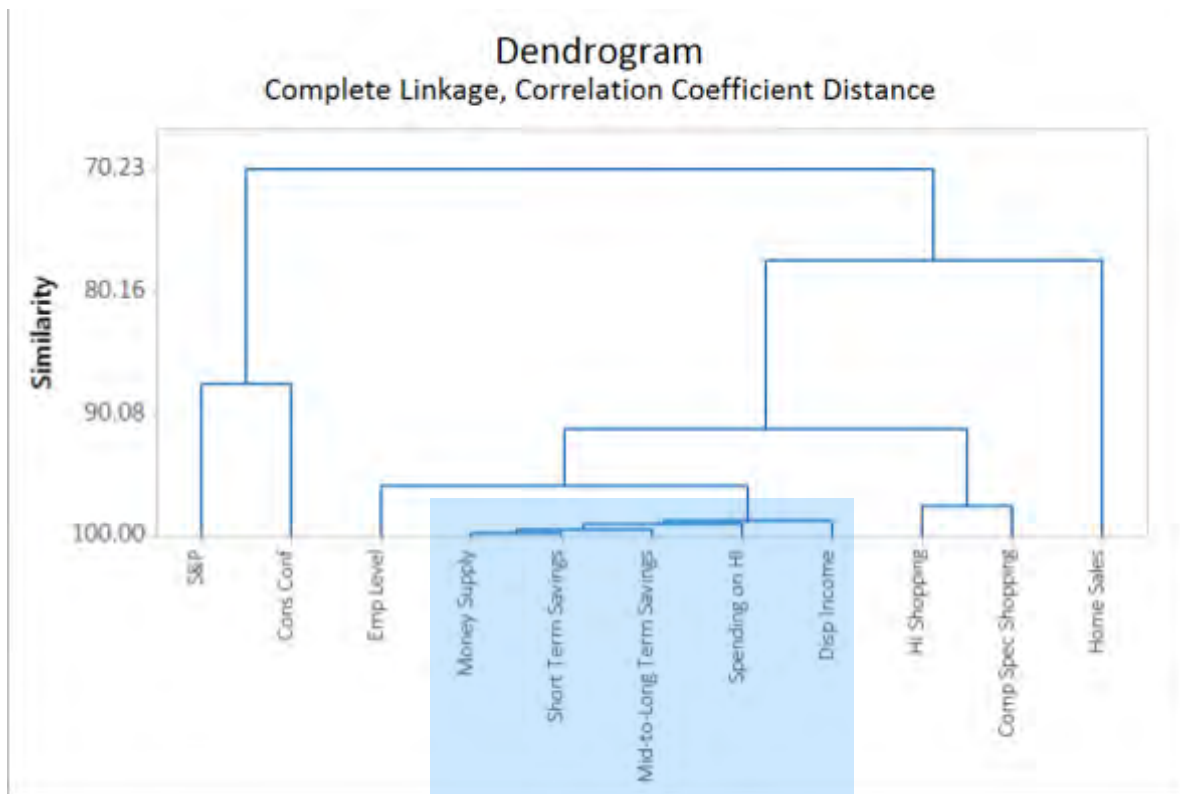 Dendrogram
Complete Linkage, Correlation Coefficient Distance
Similarity
70.23
80.16
90.08
100.00
S&P
Cons Conf
Emp Level
Money Supply
Short Term Savings
Mid-to-Long Term Savings
Spending on HI
Disp Income
HI Shopping
Comp Spec Shopping
Home Sales